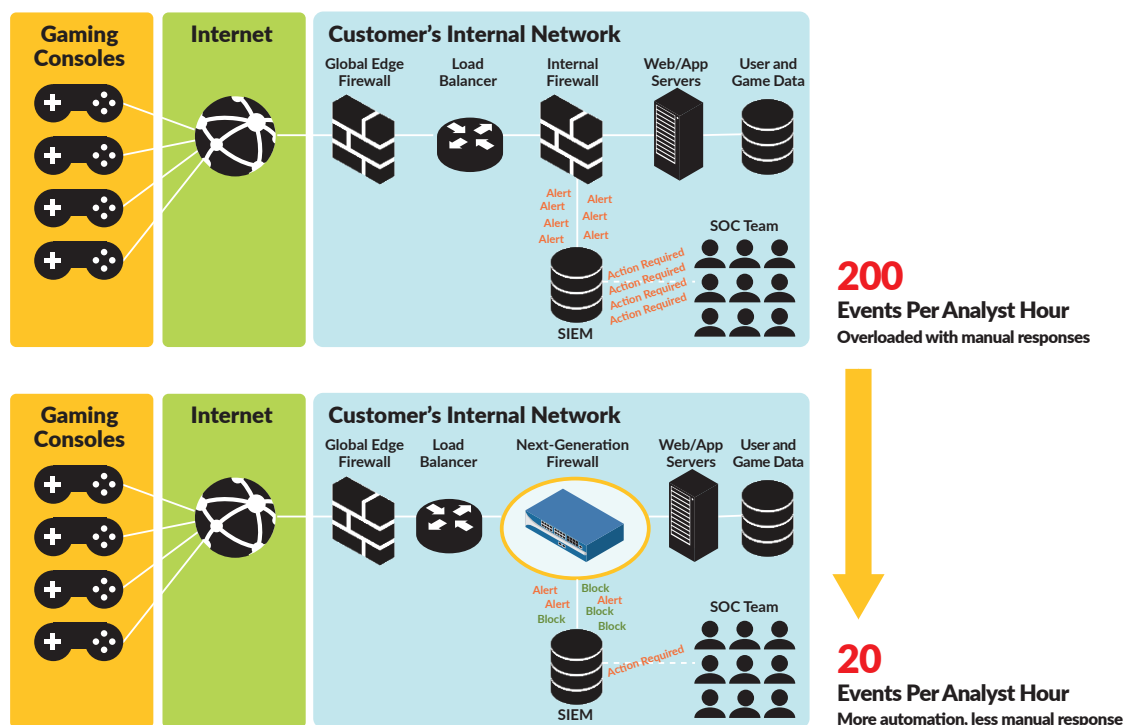 Gaming
Consoles
Internet
Customer's Internal Network
Global Edge
Firewall
Load
Balancer
Internal
Firewall
Web/App
Servers
User and
Game Data
Alert
Alert
Alert
Alert
Alert
Alert
Alert
SIEM
Action Required
Action Required
Action Required
Action Required
SOC Team
200
Events Per Analyst Hour
Overloaded with manual responses
Gaming
Consoles
Internet
Customer's Internal Network
Global Edge
Firewall
Load
Balancer
Next-Generation
Firewall
Web/App
Servers
User and
Game Data
Alert
Block
Alert
Alert
Block
Block
Block
SIEM
Action Required
SOC Team
20
Events Per Analyst Hour
More automation, less manual response